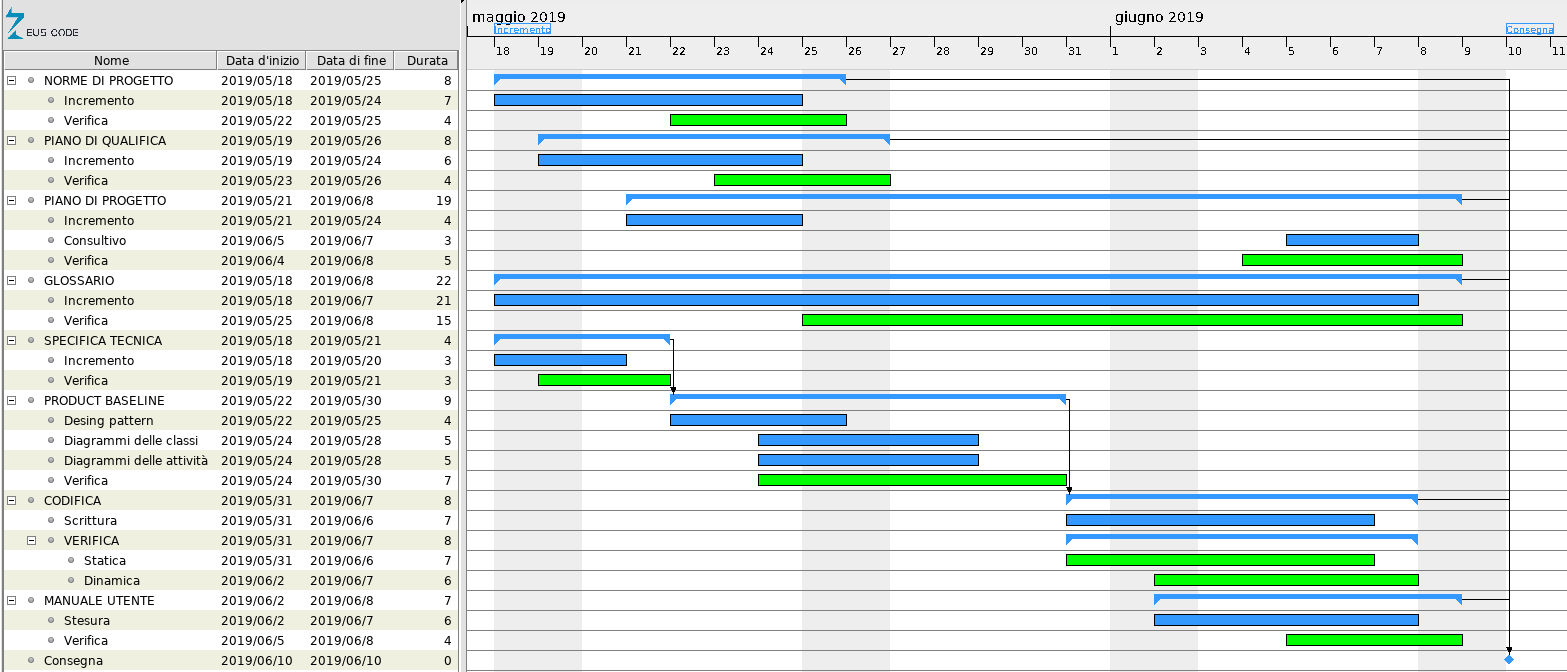 EUS CODE
maggio 2019 giugno 2019
Incremento Consegna
18 19 20 21 22 23 24 25 26 27 28 29 30 31 1 2 3 4 5 6 7 8 9 10 11
Nome Data d'inizio Data di fine Durata
NORME DI PROGETTO 2019/05/18 2019/05/25 8
Incremento 2019/05/18 2019/05/24 7
Verifica 2019/05/22 2019/05/25 4
PIANO DI QUALIFICA 2019/05/19 2019/05/26 8
Incremento 2019/05/19 2019/05/24 6
Verifica 2019/05/23 2019/05/26 4
PIANO DI PROGETTO 2019/05/21 2019/06/8 19
Incremento 2019/05/21 2019/05/24 4
Consultivo 2019/06/5 2019/06/7 3
Verifica 2019/06/4 2019/06/8 5
GLOSSARIO 2019/05/18 2019/06/8 22
Incremento 2019/05/18 2019/06/7 21
Verifica 2019/05/25 2019/06/8 15
SPECIFICA TECNICA 2019/05/18 2019/05/21 4
Incremento 2019/05/18 2019/05/20 3
Verifica 2019/05/19 2019/05/21 3
PRODUCT BASELINE 2019/05/22 2019/05/30 9
Desing pattern 2019/05/22 2019/05/25 4
Diagrammi delle classi 2019/05/24 2019/05/28 5
Diagrammi delle attività 2019/05/24 2019/05/28 5
Verifica 2019/05/24 2019/05/30 7
CODIFICA 2019/05/31 2019/06/7 8
Scrittura 2019/05/31 2019/06/6 7
VERIFICA 2019/05/31 2019/06/7 8
Statica 2019/05/31 2019/06/6 7
Dinamica 2019/06/2 2019/06/7 6
MANUALE UTENTE 2019/06/2 2019/06/8 7
Stesura 2019/06/2 2019/06/7 6
Verifica 2019/06/5 2019/06/8 4
Consegna 2019/06/10 2019/06/10 0